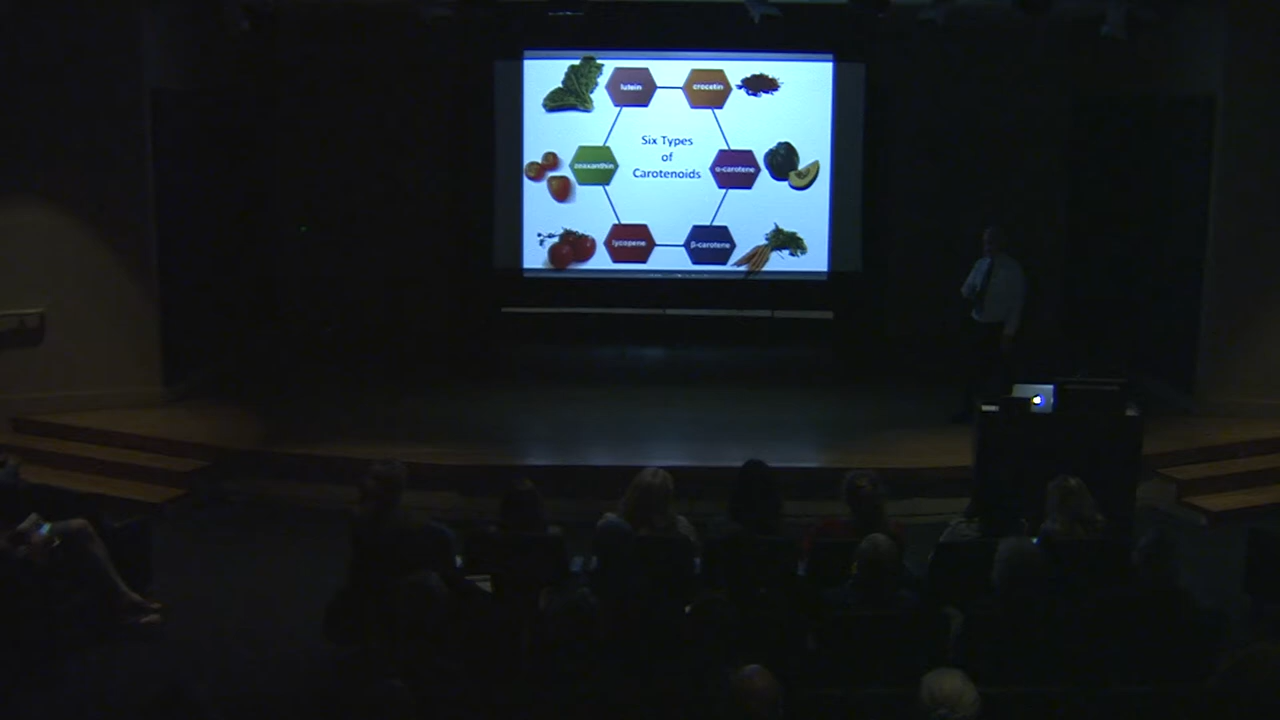 lutein
crocetin
Six Types
of
Carotenoids
zeaxanthin
α-carotene
lycopene
β-carotene